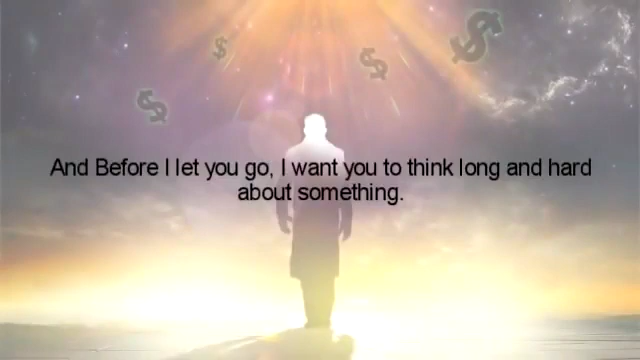 And Before I let you go, I want you to think long and hard
about something.